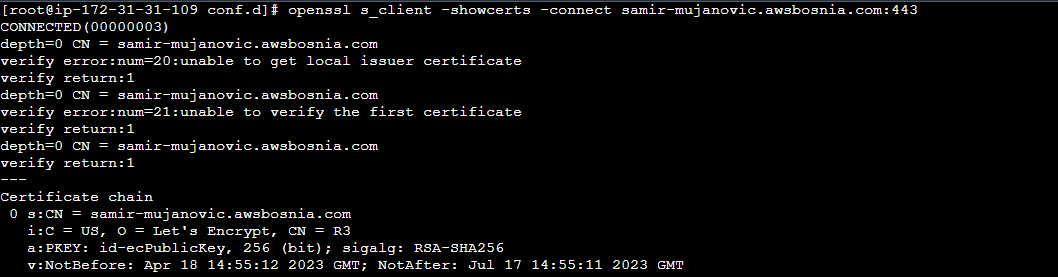 [root@ip-172-31-31-109 conf.d]# openssl s_client -showcerts -connect samir-mujanovic.awsbosnia.com:443
CONNECTED(00000003)
depth=0 CN = samir-mujanovic.awsbosnia.com
verify error:num=20:unable to get local issuer certificate
verify return:1
depth=0 CN = samir-mujanovic.awsbosnia.com
verify error:num=21:unable to verify the first certificate
verify return:1
depth=0 CN = samir-mujanovic.awsbosnia.com
verify return:1
---
Certificate chain
 0 s:CN = samir-mujanovic.awsbosnia.com
   i:C = US, O = Let's Encrypt, CN = R3
   a:PKEY: id-ecPublicKey, 256 (bit); sigalg: RSA-SHA256
   v:NotBefore: Apr 18 14:55:12 2023 GMT; NotAfter: Jul 17 14:55:11 2023 GMT